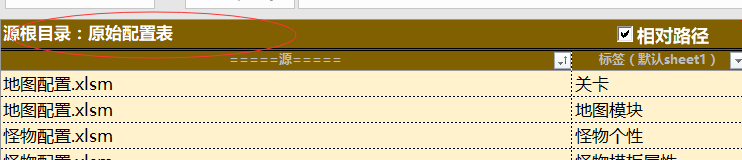 源根目录：原始配置表 相对路径
=====源===== 标签（默认sheet1）
地图配置.xlsm 关卡
地图配置.xlsm 地图模块
怪物配置.xlsm 怪物个性